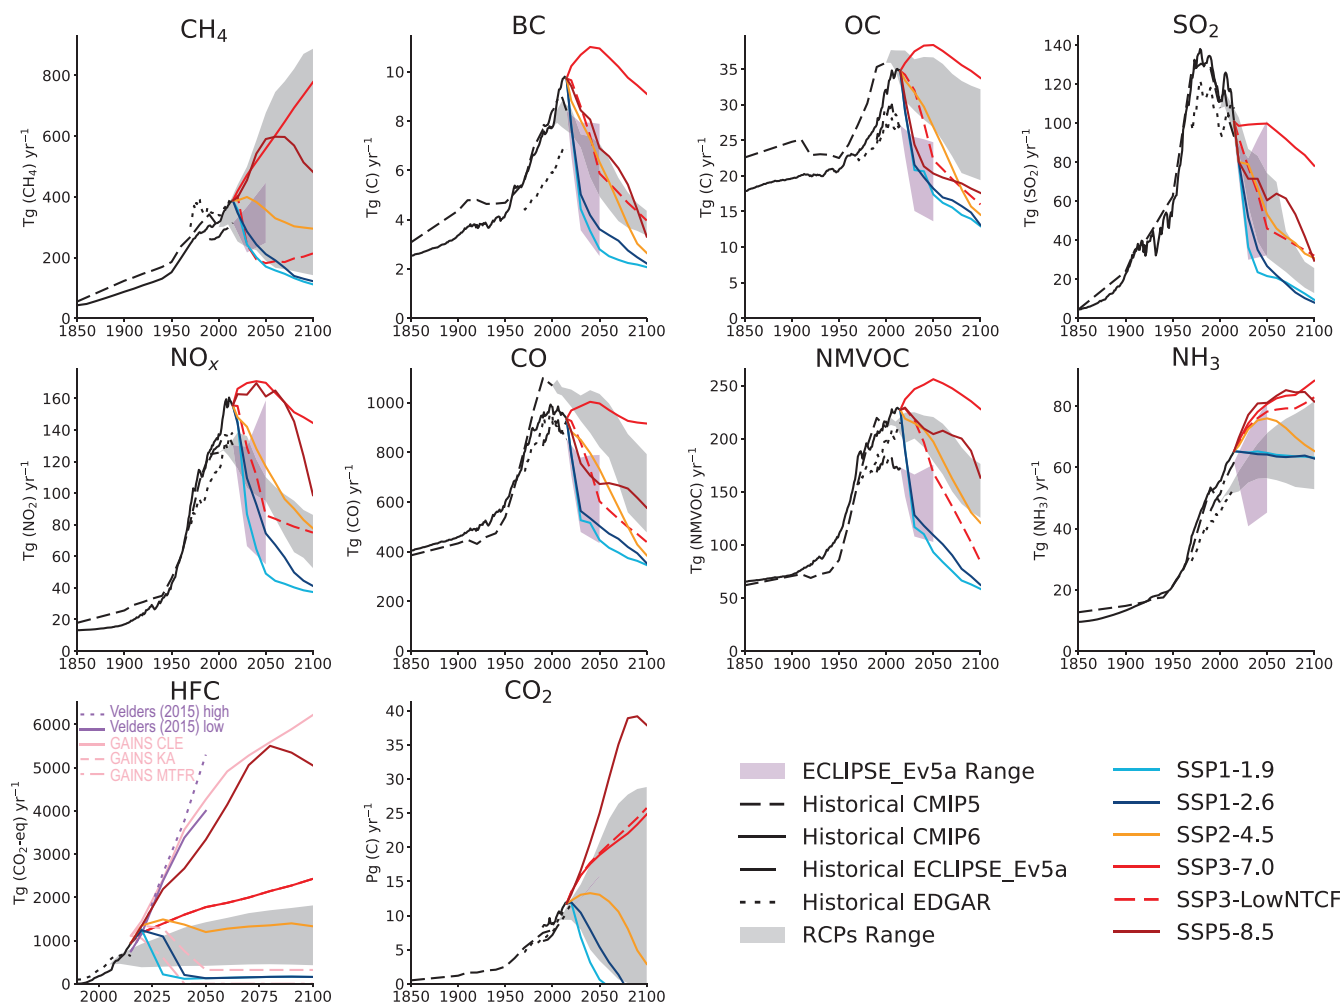 CH4
BC
OC
SO2
Tg (CH4) yr−1
800
600
400
200
0
1850 1900 1950 2000 2050 2100
Tg (C) yr−1
10
8
6
4
2
0
1850 1900 1950 2000 2050 2100
Tg (C) yr−1
35
30
25
20
15
10
5
0
1850 1900 1950 2000 2050 2100
Tg (SO2) yr−1
140
120
100
80
60
40
20
0
1850 1900 1950 2000 2050 2100
NOx
CO
NMVOC
NH3
Tg (NO2) yr−1
160
140
120
100
80
60
40
20
0
1850 1900 1950 2000 2050 2100
Tg (CO) yr−1
1000
800
600
400
200
0
1850 1900 1950 2000 2050 2100
Tg (NMVOC) yr−1
250
200
150
100
50
0
1850 1900 1950 2000 2050 2100
Tg (NH3) yr−1
80
60
40
20
0
1850 1900 1950 2000 2050 2100
HFC
CO2
Tg (CO2-eq) yr−1
6000
5000
4000
3000
2000
1000
0
2000 2025 2050 2075 2100
Velders (2015) high
Velders (2015) low
GAINS CLE
GAINS KA
GAINS MTFR
Pg (C) yr−1
40
35
30
25
20
15
10
5
0
1850 1900 1950 2000 2050 2100
ECLIPSE_Ev5a Range
Historical CMIP5
Historical CMIP6
Historical ECLIPSE_Ev5a
Historical EDGAR
RCPs Range
SSP1-1.9
SSP1-2.6
SSP2-4.5
SSP3-7.0
SSP3-LowNTCF
SSP5-8.5